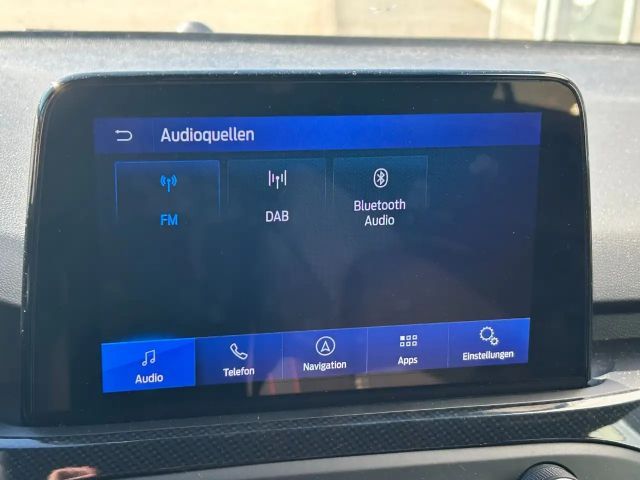 Audioquellen
FM
DAB
Bluetooth
Audio
Audio
Telefon
Navigation
Apps
Einstellungen